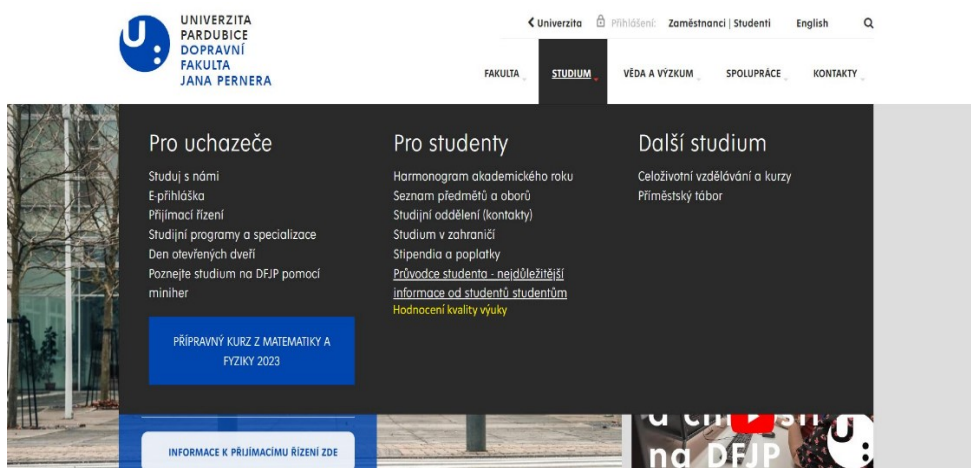 UNIVERZITA
PARDUBICE
DOPRAVNÍ
FAKULTA
JANA PERNERA
Univerzita Přihlášení: Zaměstnanci | Studenti English
FAKULTA STUDIUM VĚDA A VÝZKUM SPOLUPRÁCE KONTAKTY
Pro uchazeče
Studuj s námi
E-přihláška
Přijímací řízení
Studijní programy a specializace
Den otevřených dveří
Poznejte studium na DFJP pomocí
miniher
PŘÍPRAVNÝ KURZ Z MATEMATIKY A
FYZIKY 2023
Pro studenty
Harmonogram akademického roku
Seznam předmětů a oborů
Studijní oddělení (kontakty)
Studium v zahraničí
Stipendia a poplatky
Průvodce studenta - nejdůležitější
informace od studentů studentům
Hodnocení kvality výuky
Další studium
Celoživotní vzdělávání a kurzy
Příměstský tábor
INFORMACE K PŘIJÍMACÍMU ŘÍZENÍ ZDE
na DFJP